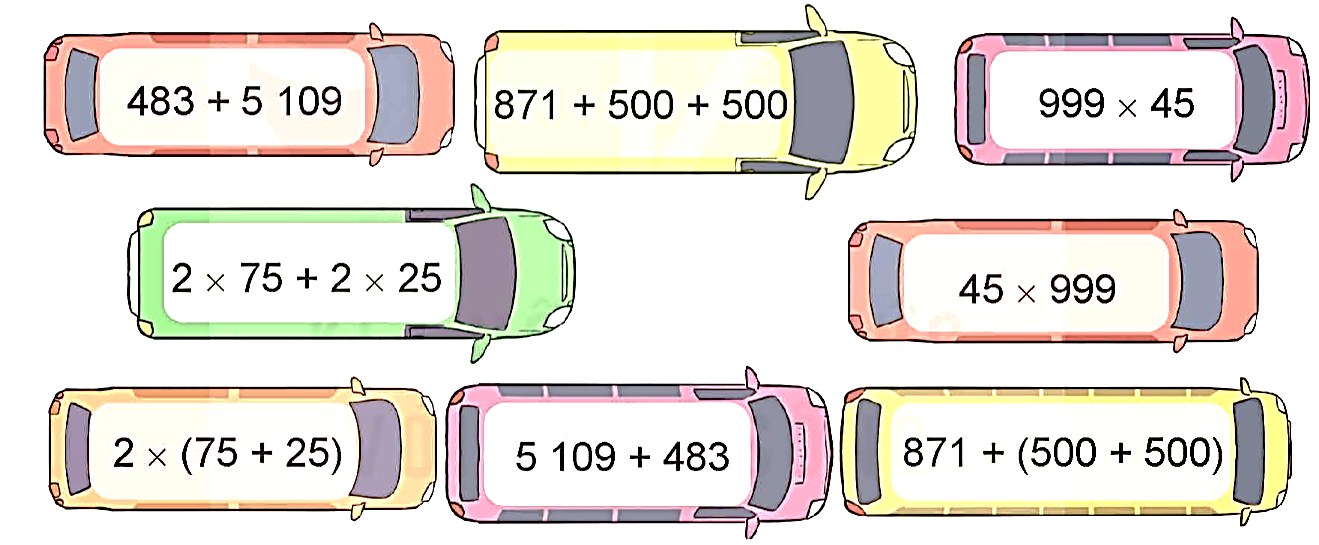 483 + 5 109
871 + 500 + 500
999 × 45
2 × 75 + 2 × 25
45 × 999
2 × (75 + 25)
5 109 + 483
871 + (500 + 500)